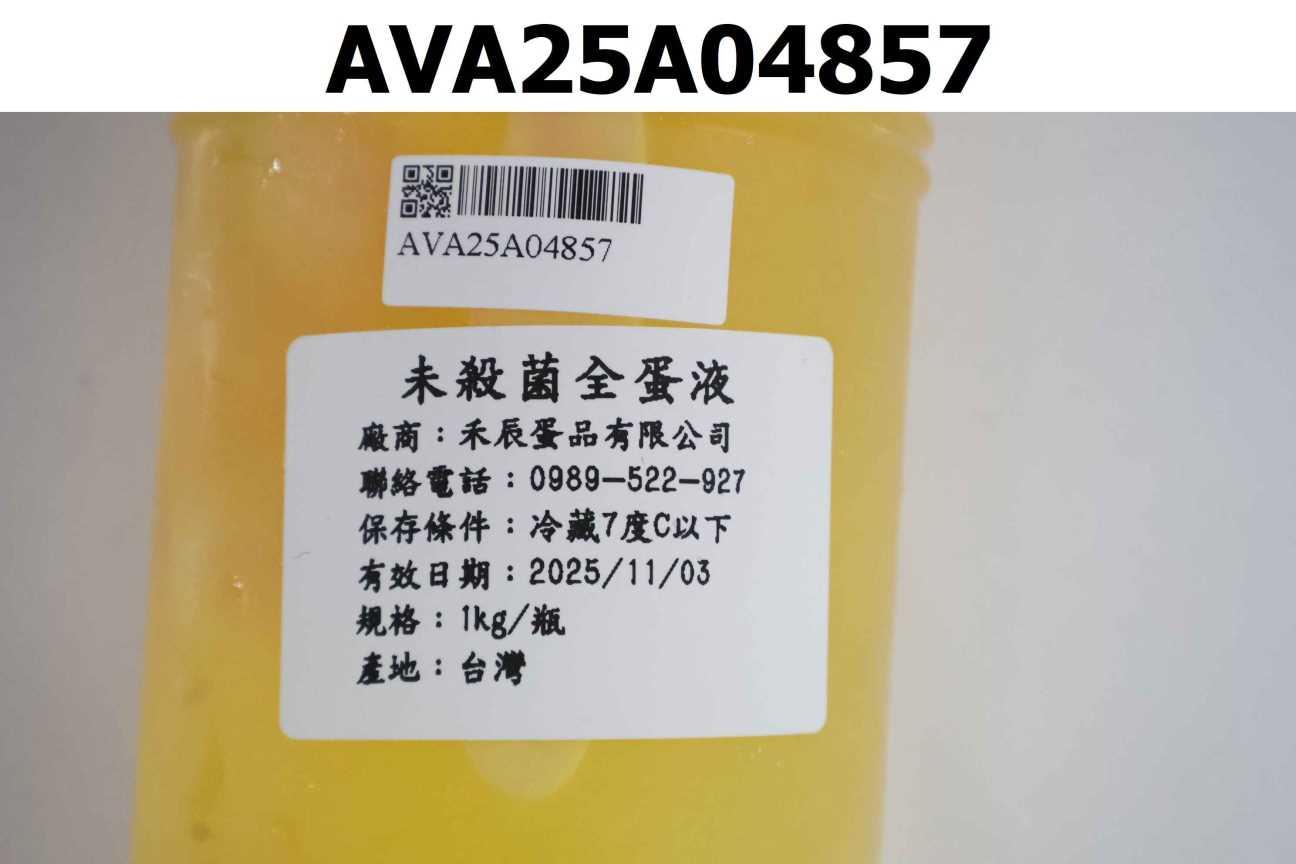 AVA25A04857
AVA25A04857
未殺菌全蛋液
廠商：禾辰蛋品有限公司
聯絡電話：0989-522-927
保存條件：冷藏7度C以下
有效日期：2025/11/03
規格：1kg/瓶
產地：台灣